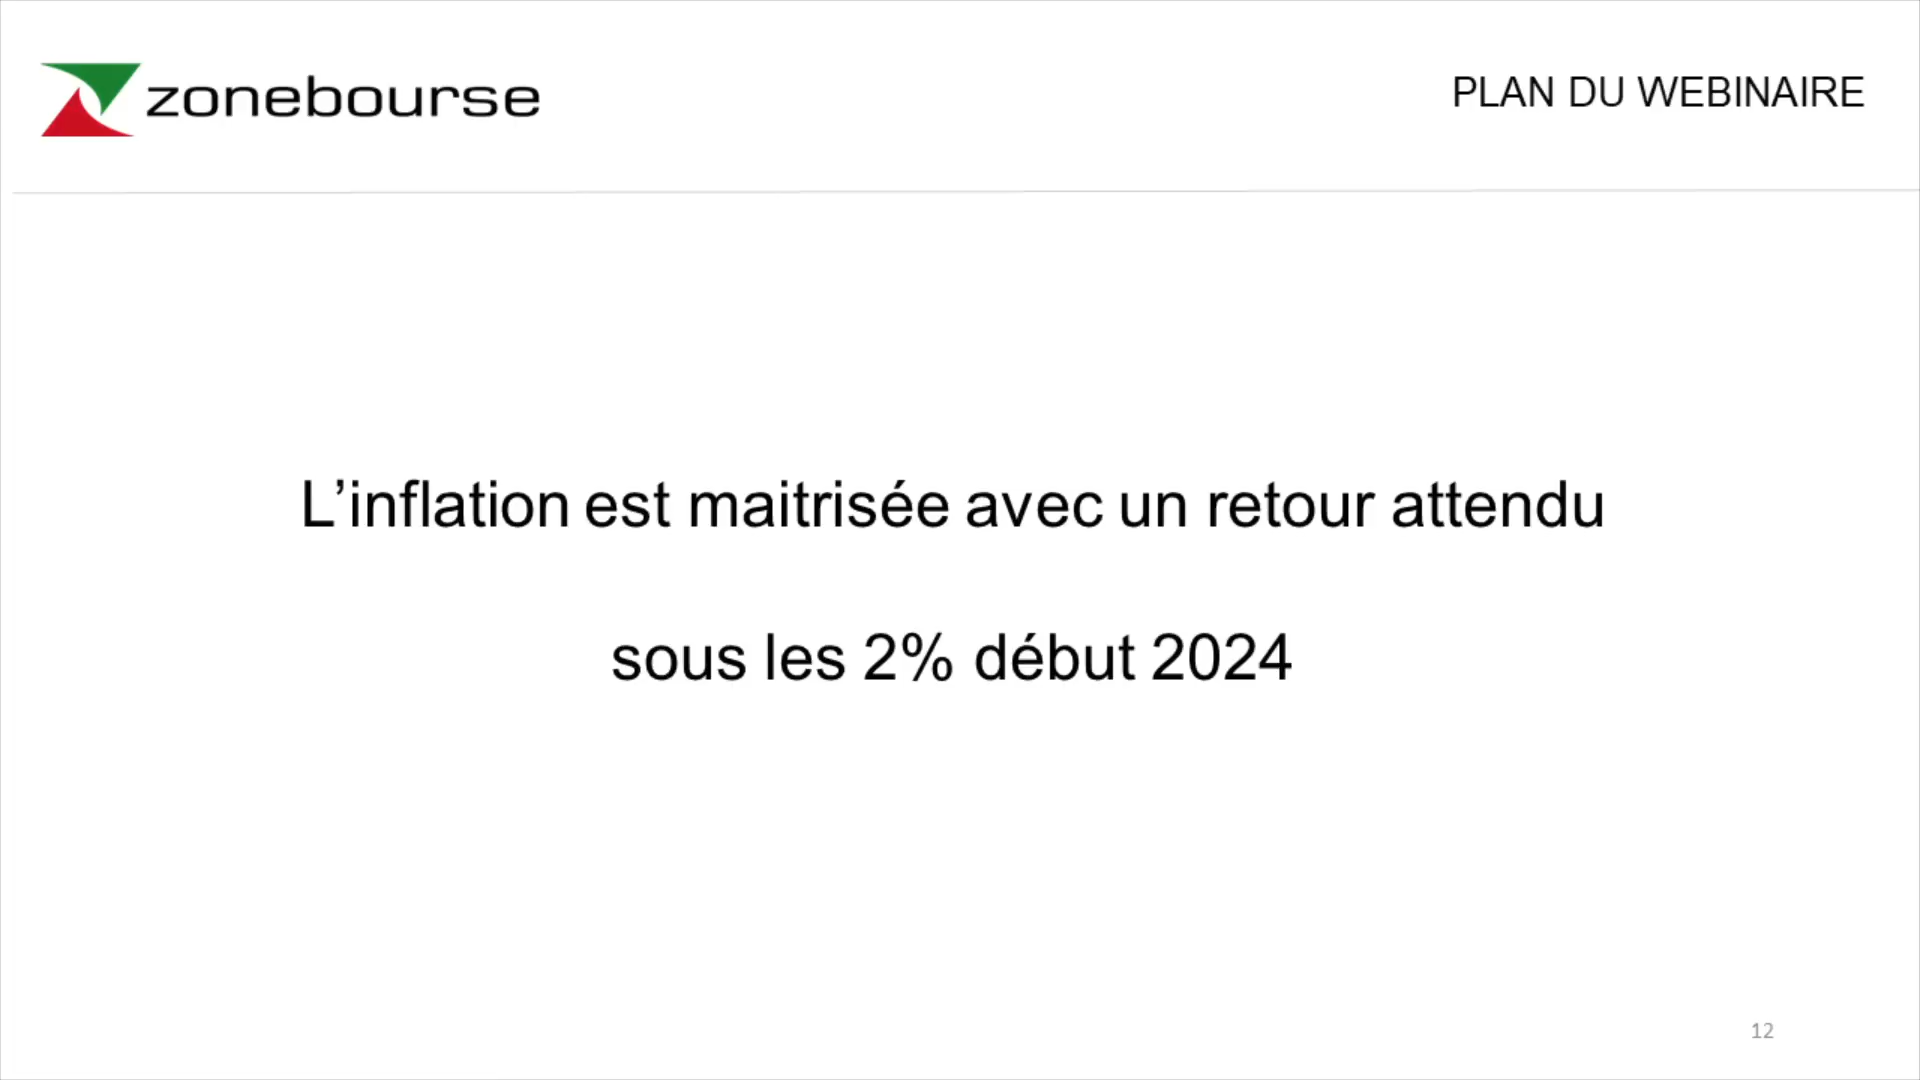 zonebourse
PLAN DU WEBINAIRE
L’inflation est maitrisée avec un retour attendu
sous les 2% début 2024
12